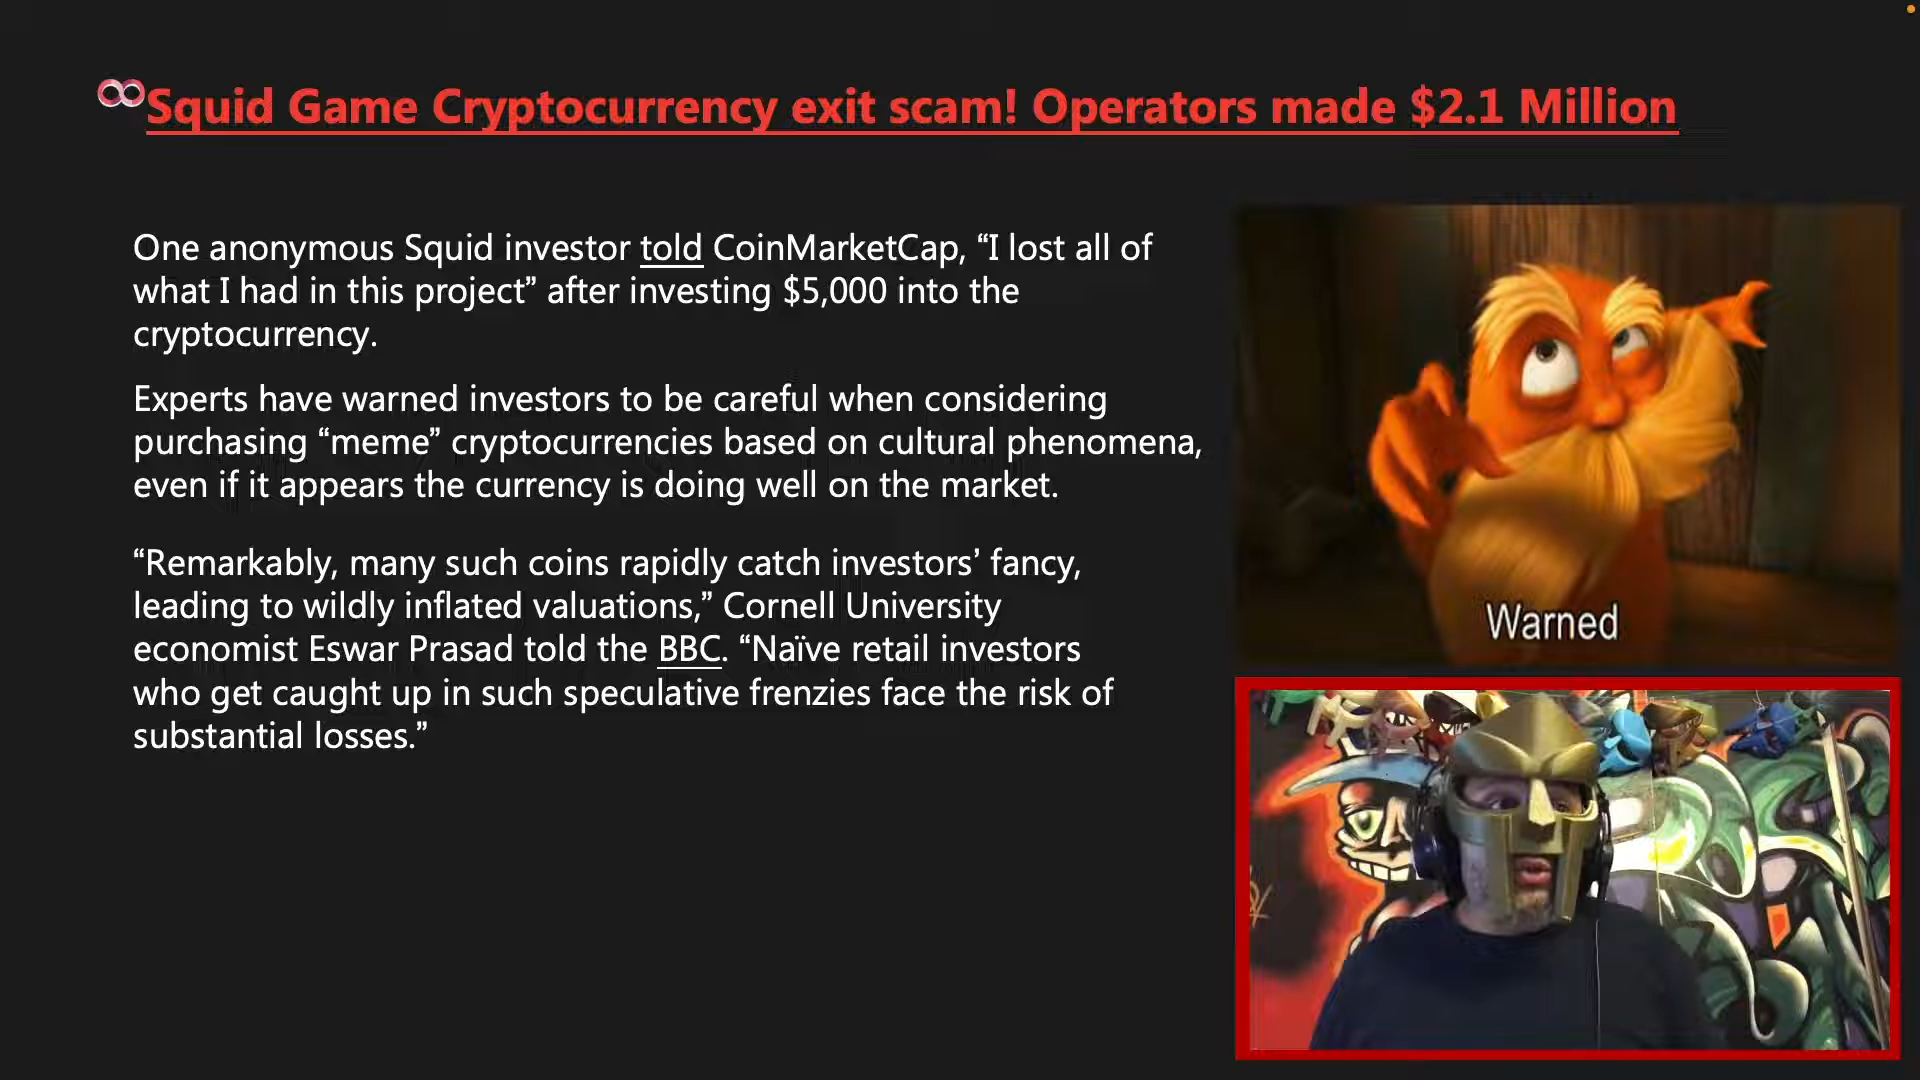 Squid Game Cryptocurrency exit scam! Operators made $2.1 Million
One anonymous Squid investor told CoinMarketCap, “I lost all of
what I had in this project” after investing $5,000 into the
cryptocurrency.
Experts have warned investors to be careful when considering
purchasing “meme” cryptocurrencies based on cultural phenomena,
even if it appears the currency is doing well on the market.
“Remarkably, many such coins rapidly catch investors’ fancy,
leading to wildly inflated valuations,” Cornell University
economist Eswar Prasad told the BBC. “Naïve retail investors
who get caught up in such speculative frenzies face the risk of
substantial losses.”
Warned